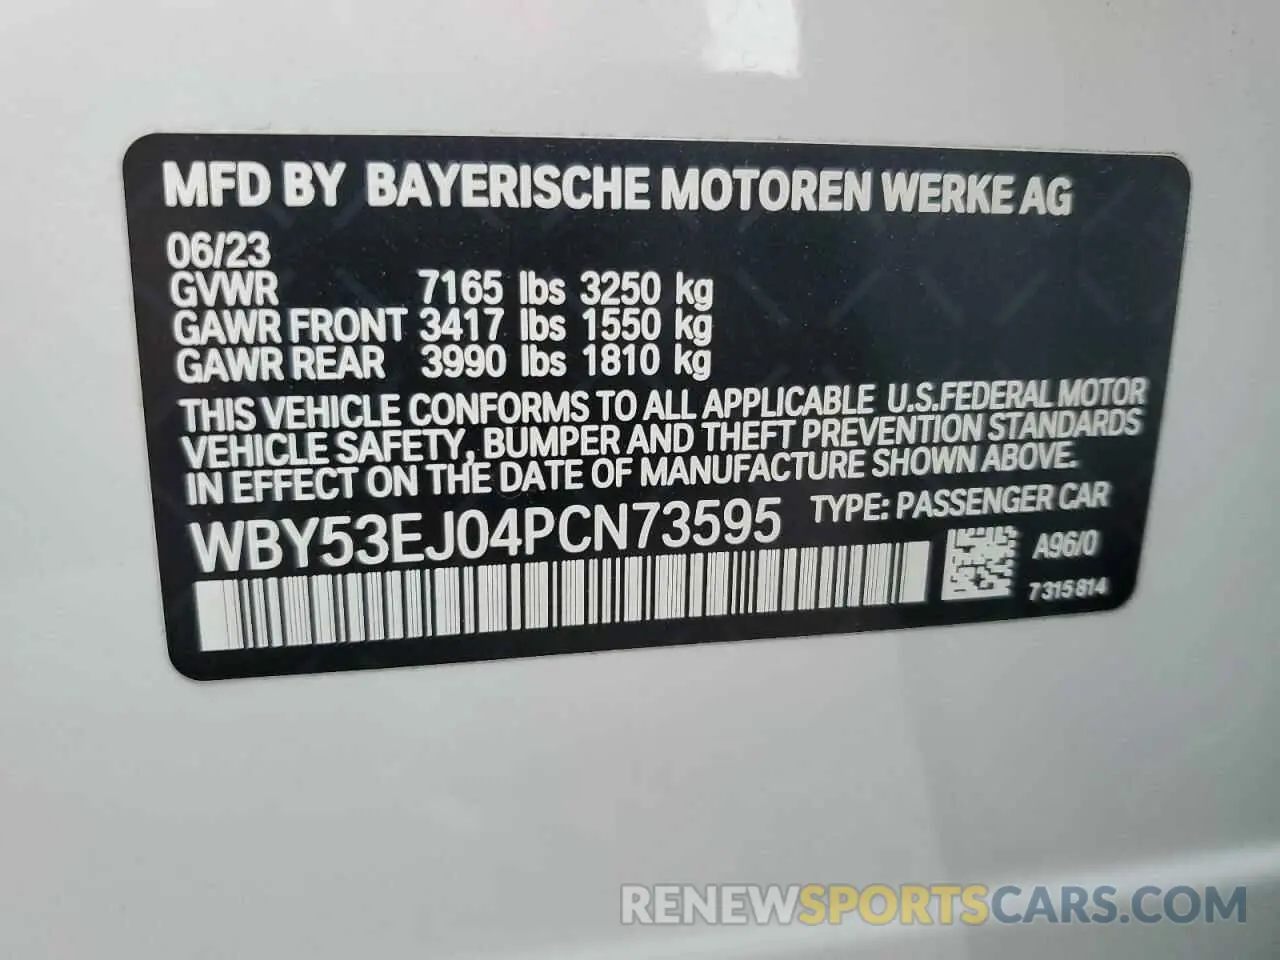 MFD BY BAYERISCHE MOTOREN WERKE AG
06/23
GVWR 7165 lbs 3250 kg
GAWR FRONT 3417 lbs 1550 kg
GAWR REAR 3990 lbs 1810 kg
THIS VEHICLE CONFORMS TO ALL APPLICABLE U.S.FEDERAL MOTOR
VEHICLE SAFETY, BUMPER AND THEFT PREVENTION STANDARDS
IN EFFECT ON THE DATE OF MANUFACTURE SHOWN ABOVE.
WBY53EJ04PCN73595 TYPE: PASSENGER CAR
A96/0
7315814
RENEWSPORTSCARS.COM